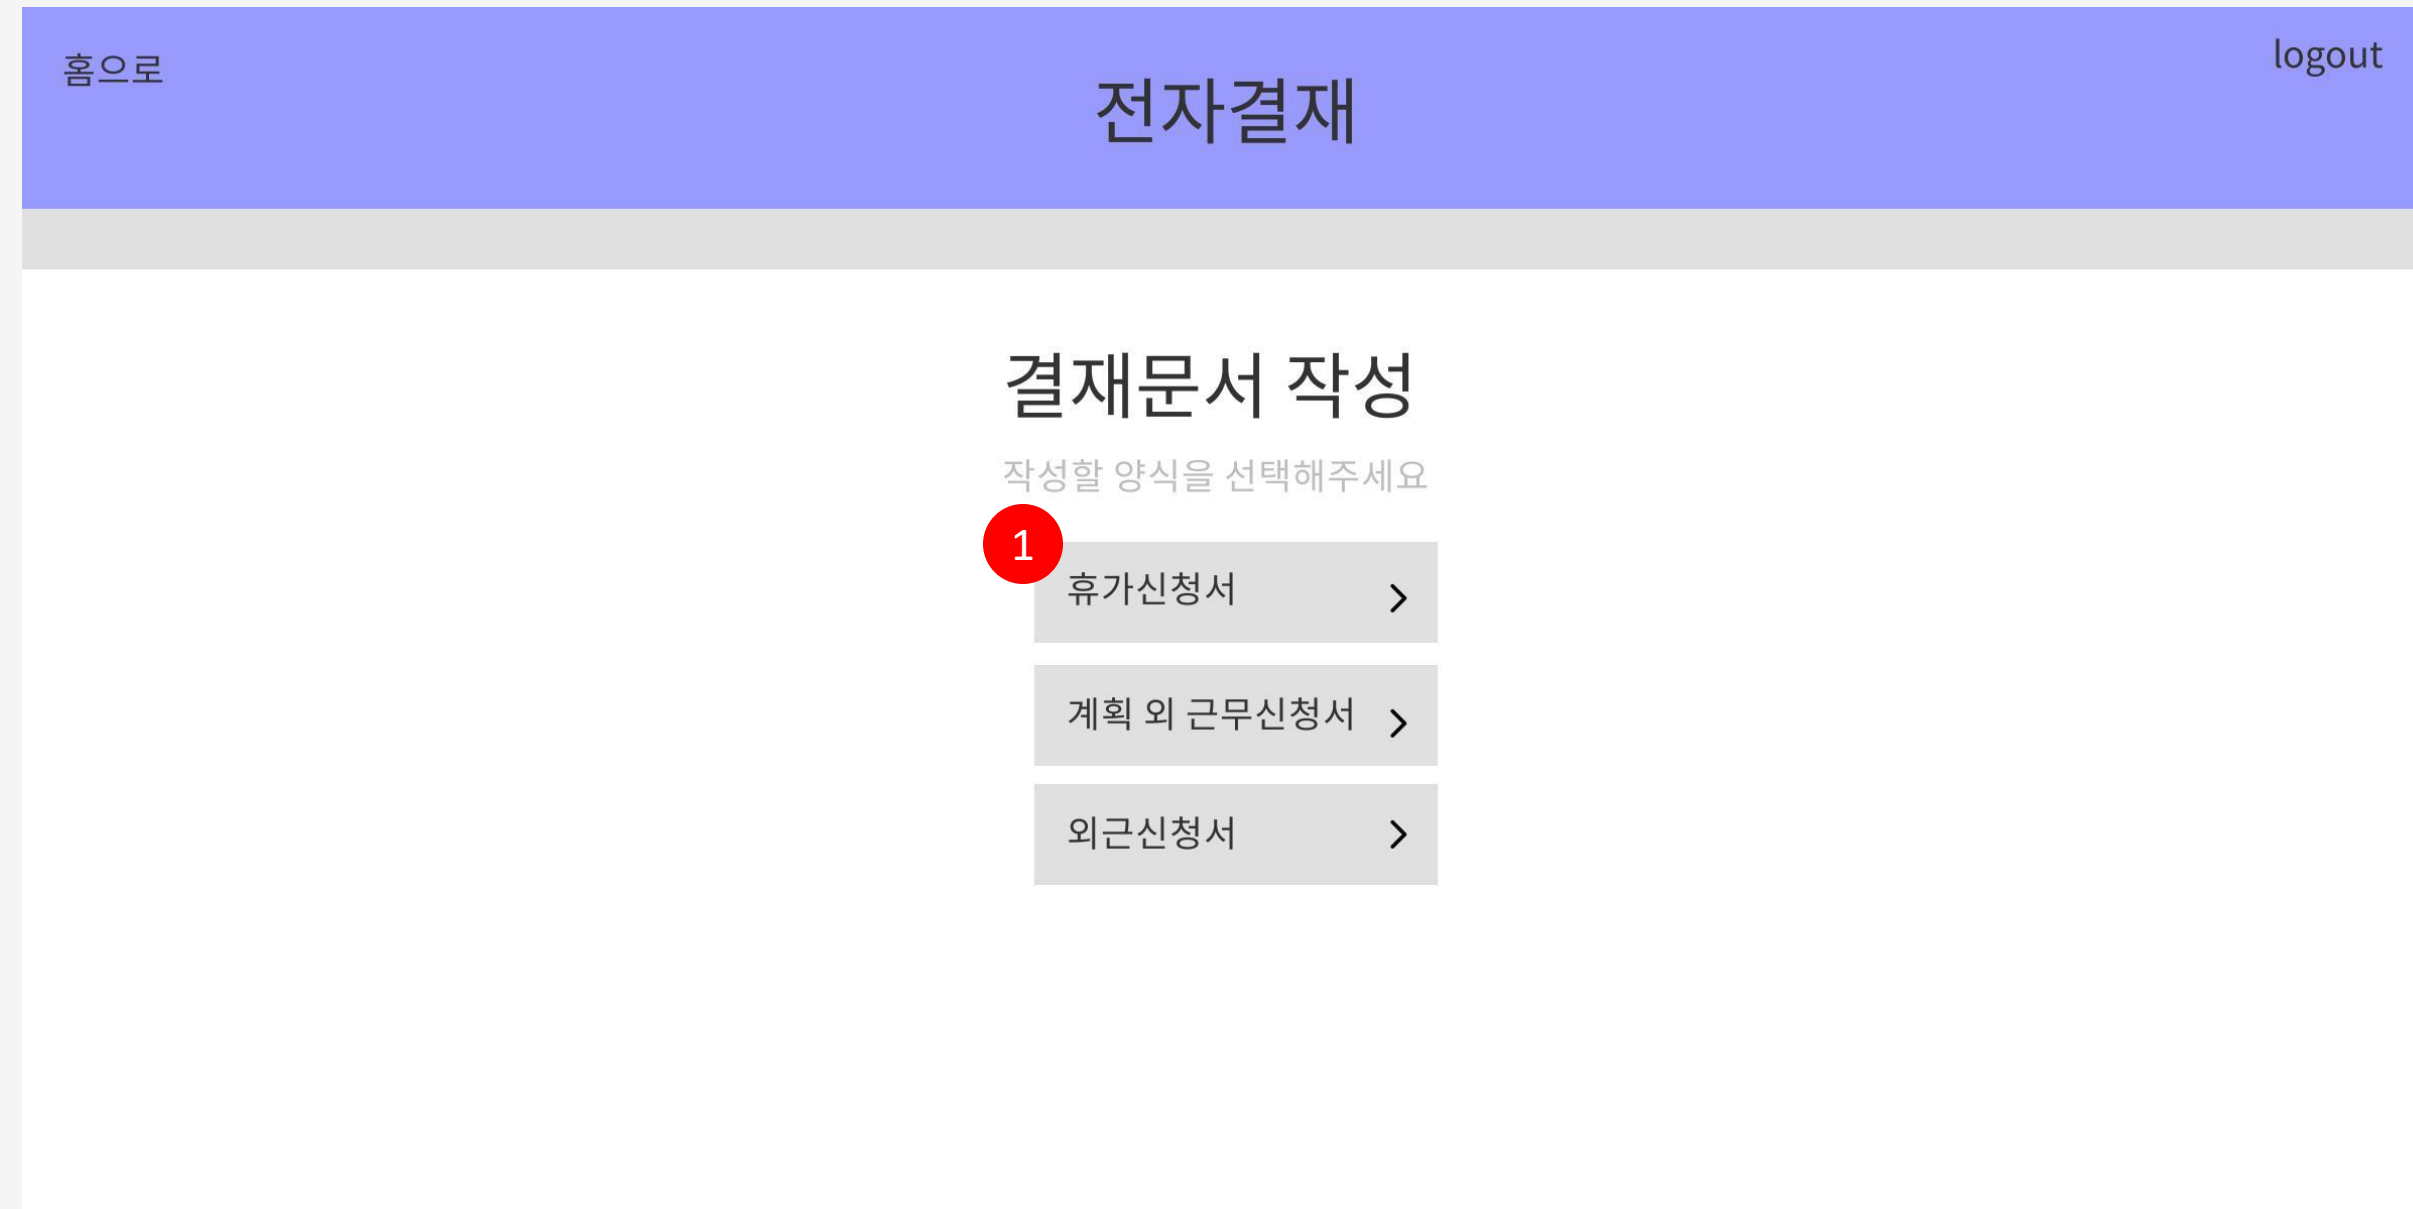 홈으로
logout
전자결재
결재문서 작성
작성할 양식을 선택해주세요
1
휴가신청서
계획 외 근무신청서
외근신청서